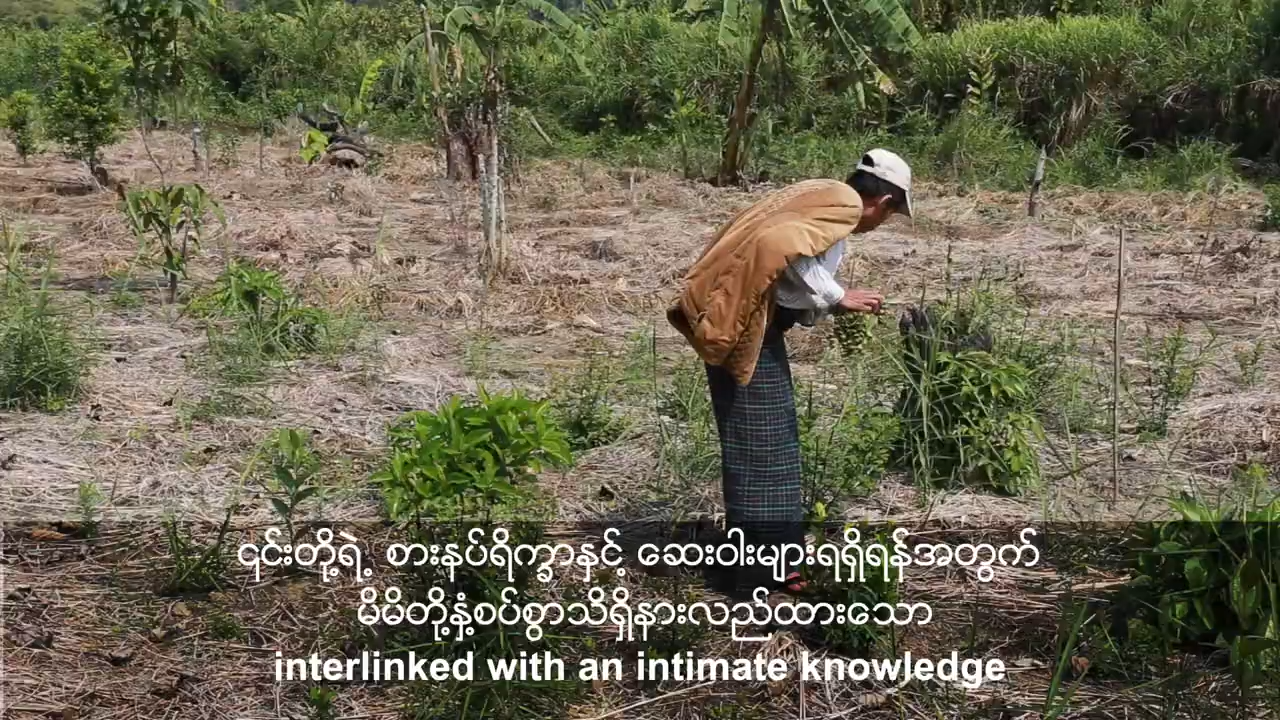 ၎င်းတို့ရဲ့ စားနပ်ရိက္ခာနှင့် ဆေးဝါးများရရှိရန်အတွက်
မိမိတို့နှံ့စပ်စွာသိရှိနားလည်ထားသော
interlinked with an intimate knowledge